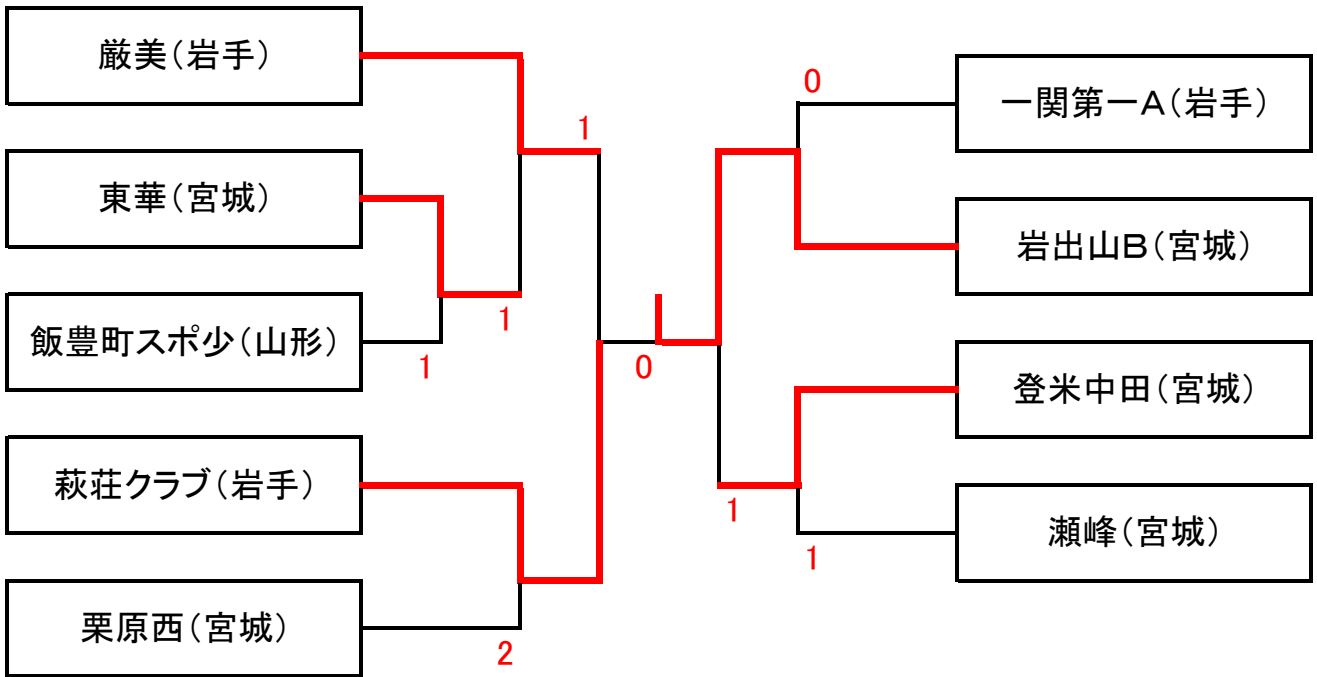 厳美（岩手）
東華（宮城）
飯豊町スポ少（山形）
萩荘クラブ（岩手）
栗原西（宮城）
1
1
1
2
0
0
1
1
一関第一A（岩手）
岩出山B（宮城）
登米中田（宮城）
瀬峰（宮城）